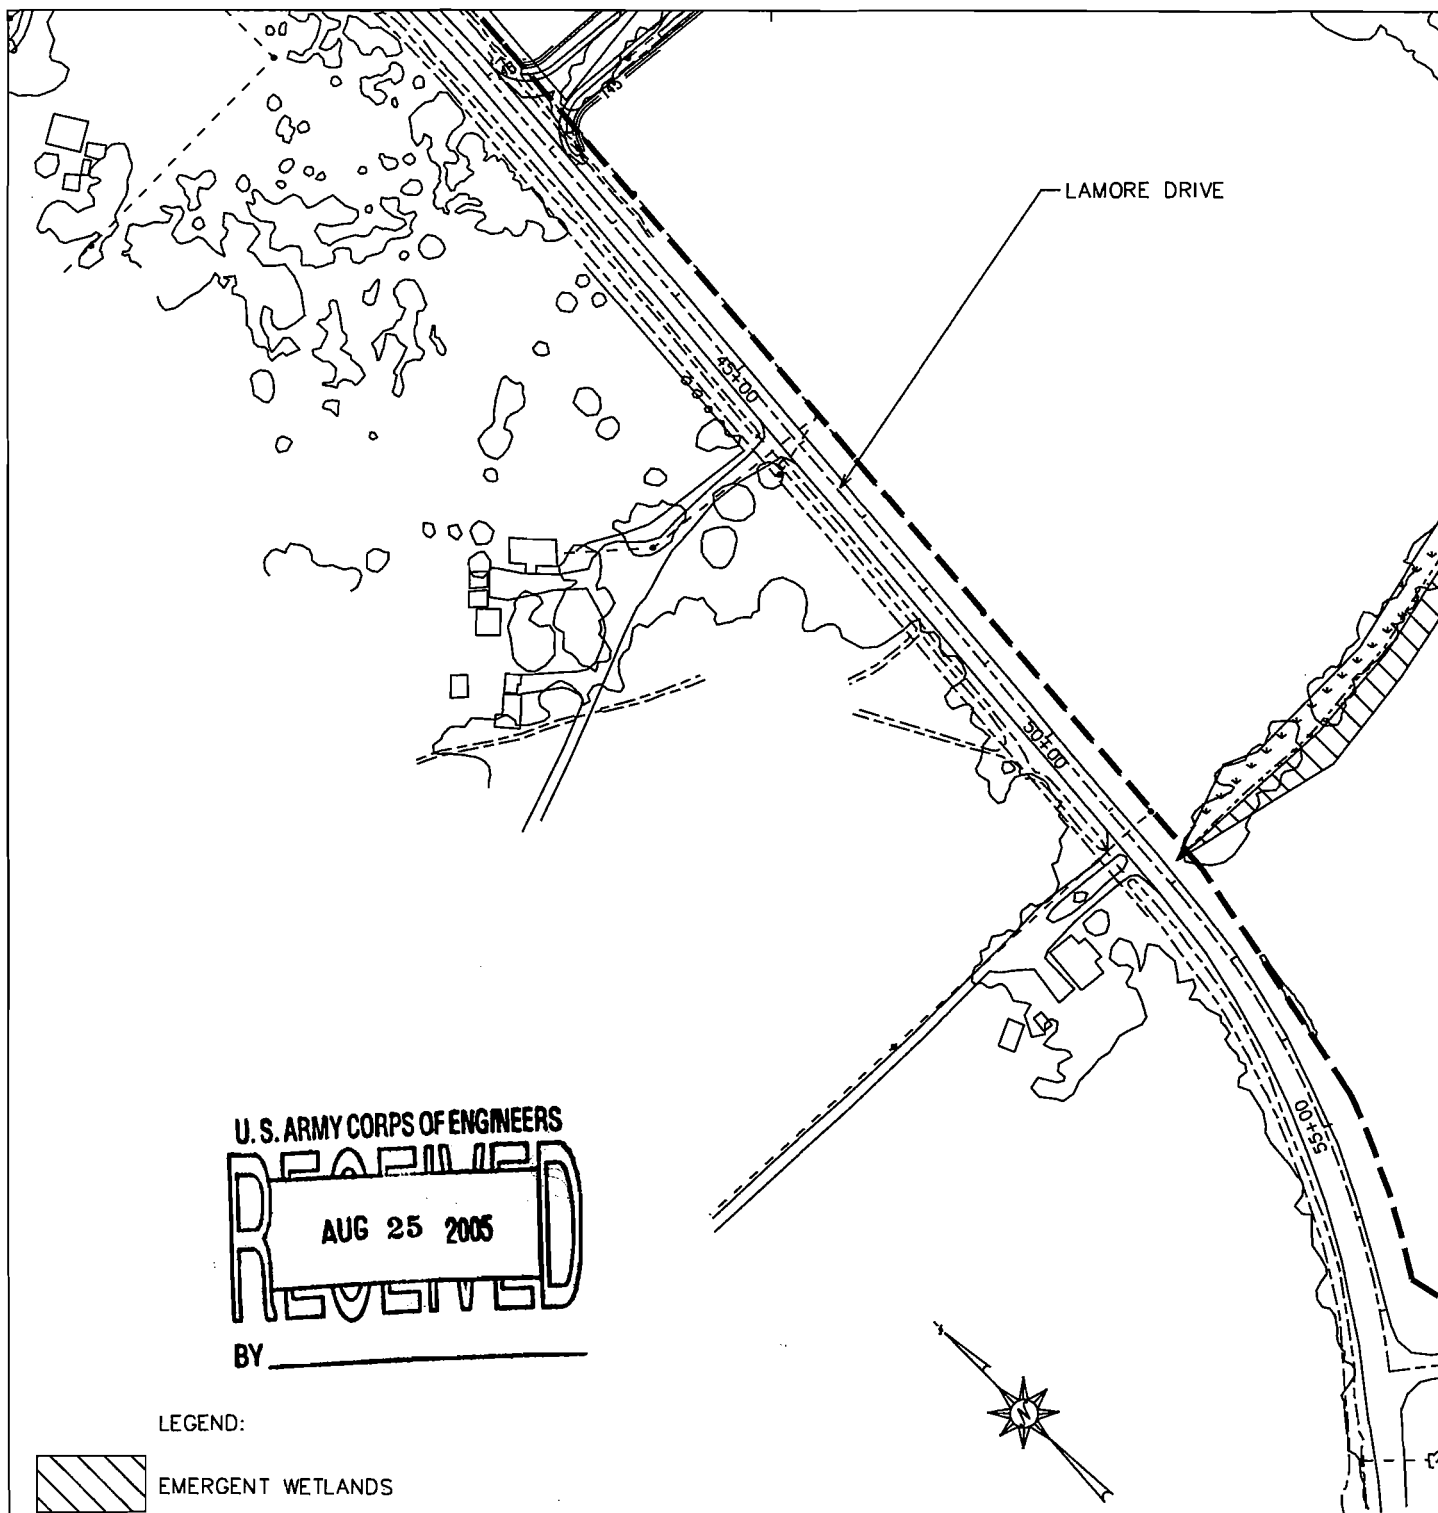 143
LAMORE DRIVE
45+00
50+00
55+00
U. S. ARMY CORPS OF ENGINEERS
RECEIVED
AUG 25 2005
BY
N
LEGEND:
EMERGENT WETLANDS